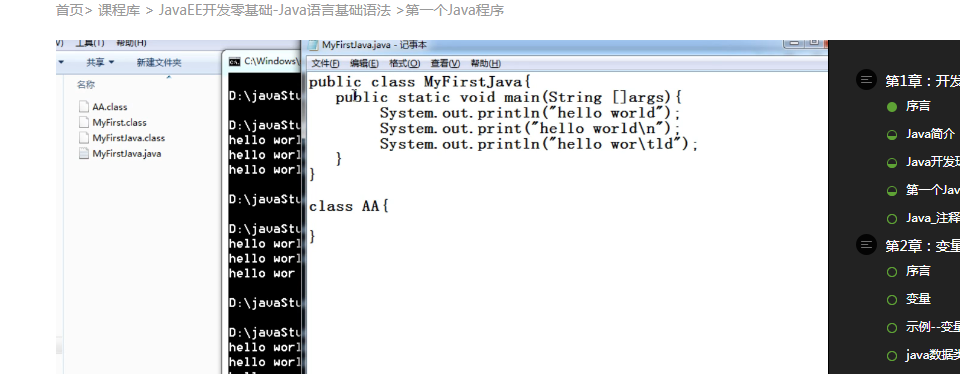 首页> 课程库 > JavaEE开发零基础-Java语言基础语法 >第一个Java程序
工具(T) 帮助(H)
共享 新建文件夹
名称
AA.class
MyFirst.class
MyFirstJava.class
MyFirstJava.java
C:\Windows\
D:\javaStu
D:\javaStu
hello worl
hello worl
hello worl
D:\javaStu
D:\javaStu
hello worl
hello worl
hello wor
D:\javaStu
D:\javaStu
hello worl
hello worl
MyFirstJava.java - 记事本
文件(F) 编辑(E) 格式(O) 查看(V) 帮助(H)
public class MyFirstJava{
public static void main(String []args){
System.out.println("hello world");
System.out.print("hello world\n");
System.out.println("hello wor\tld");
}
}
class AA{
}
第1章：开发
序言
Java简介
Java开发环
第一个Jav
Java_注释
第2章：变量
序言
变量
示例--变量
java数据类